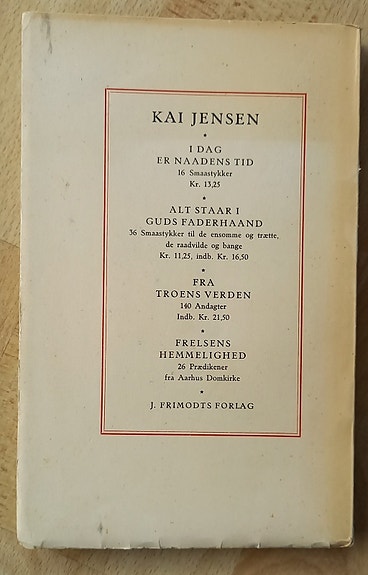 KAI JENSEN
*
I DAG
ER NAADENS TID
16 Smaastykker
Kr. 13,25
*
ALT STAAR I
GUDS FADERHAAND
36 Smaastykker til de ensomme og trætte,
de raadvilde og bange
Kr. 11,25, indb. Kr. 16,50
*
FRA
TROENS VERDEN
140 Andagter
Indb. Kr. 21,50
*
FRELSENS
HEMMELIGHED
26 Prædikener
fra Aarhus Domkirke
*
J. FRIMODTS FORLAG